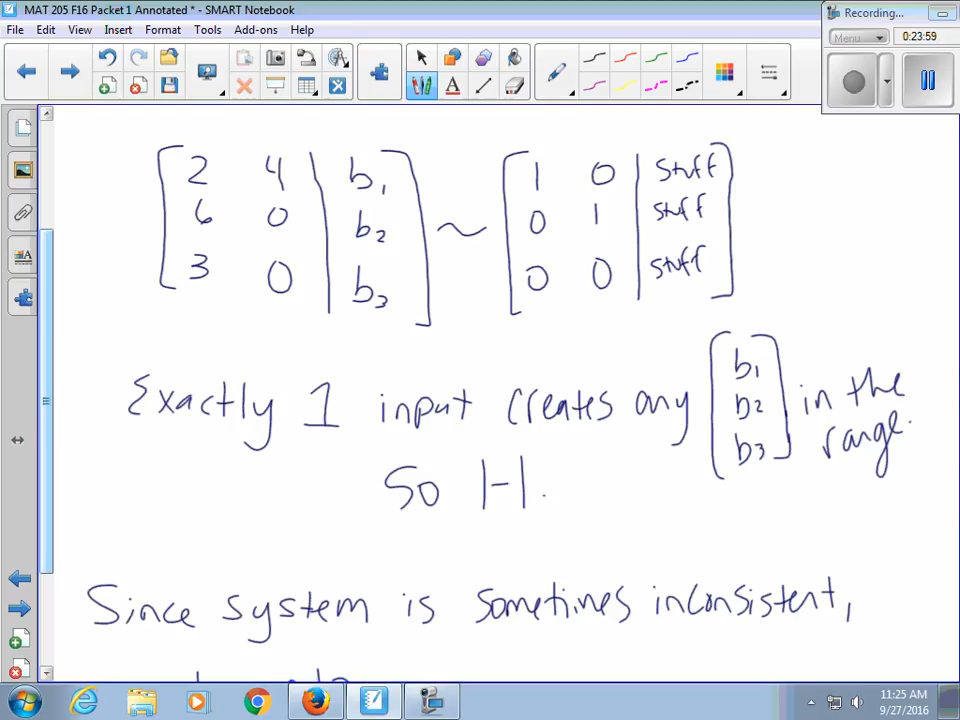 MAT 205 F16 Packet 1 Annotated * - SMART Notebook
Recording...
File Edit View Insert Format Tools Add-ons Help
Menu 0:23:59
2 4 b₁ ~ 1 0 stuff
6 0 b₂ 0 1 stuff
3 0 b₃ 0 0 stuff
Exactly 1 input creates any [b₁ b₂ b₃] in the range.
So 1-1.
Since system is sometimes inconsistent,
11:25 AM
9/27/2016